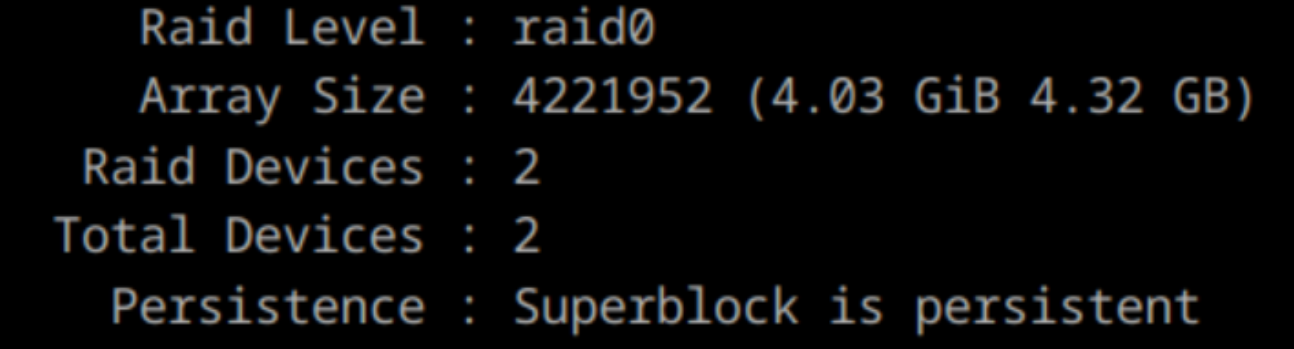 Raid Level : raid0
Array Size : 4221952 (4.03 GiB 4.32 GB)
Raid Devices : 2
Total Devices : 2
Persistence : Superblock is persistent